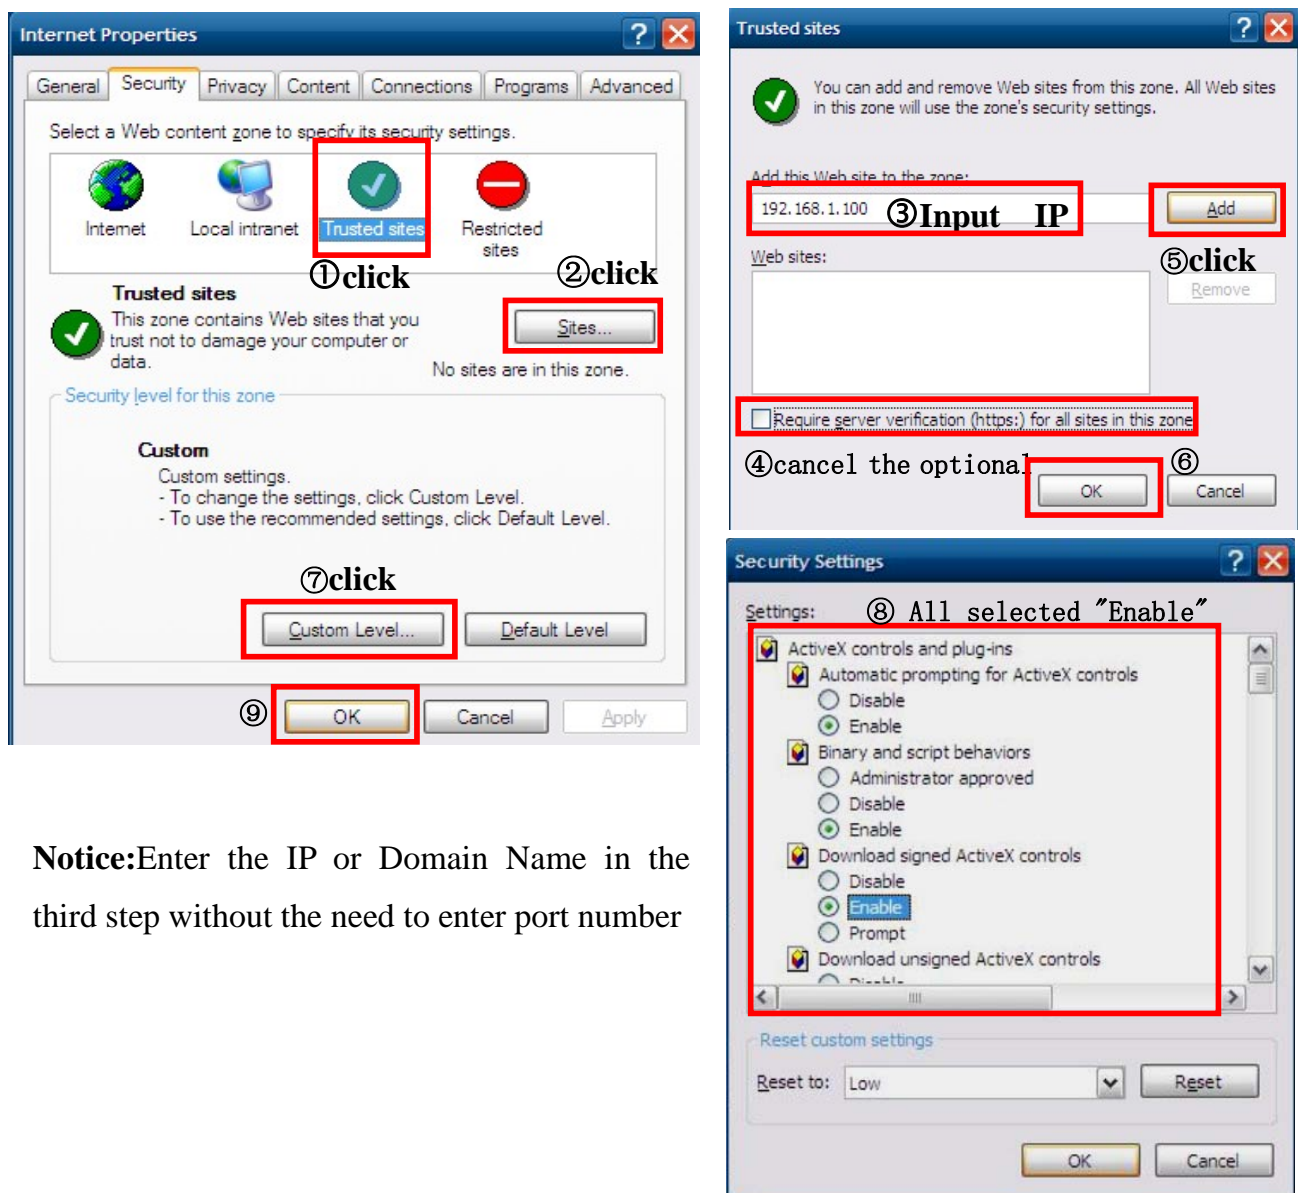 Internet Properties
General Security Privacy Content Connections Programs Advanced
Select a Web content zone to specify its security settings.
Internet
Local intranet
Trusted sites
Restricted
sites
①click
②click
Trusted sites
This zone contains Web sites that you
trust not to damage your computer or
data.
Sites...
No sites are in this zone.
Security level for this zone
Custom
Custom settings.
- To change the settings, click Custom Level.
- To use the recommended settings, click Default Level.
⑦click
Custom Level...
Default Level
⑨
OK
Cancel
Apply
Notice:Enter the IP or Domain Name in the
third step without the need to enter port number
Trusted sites
You can add and remove Web sites from this zone. All Web sites
in this zone will use the zone's security settings.
Add this Web site to the zone:
192.168.1.100
③Input IP
Add
Web sites:
⑤click
Remove
Require server verification (https:) for all sites in this zone
④cancel the optional
⑥
OK
Cancel
Security Settings
Settings:
⑧ All selected "Enable"
ActiveX controls and plug-ins
Automatic prompting for ActiveX controls
Disable
Enable
Binary and script behaviors
Administrator approved
Disable
Enable
Download signed ActiveX controls
Disable
Enable
Prompt
Download unsigned ActiveX controls
Disable
Reset custom settings
Reset to: Low
Reset
OK
Cancel